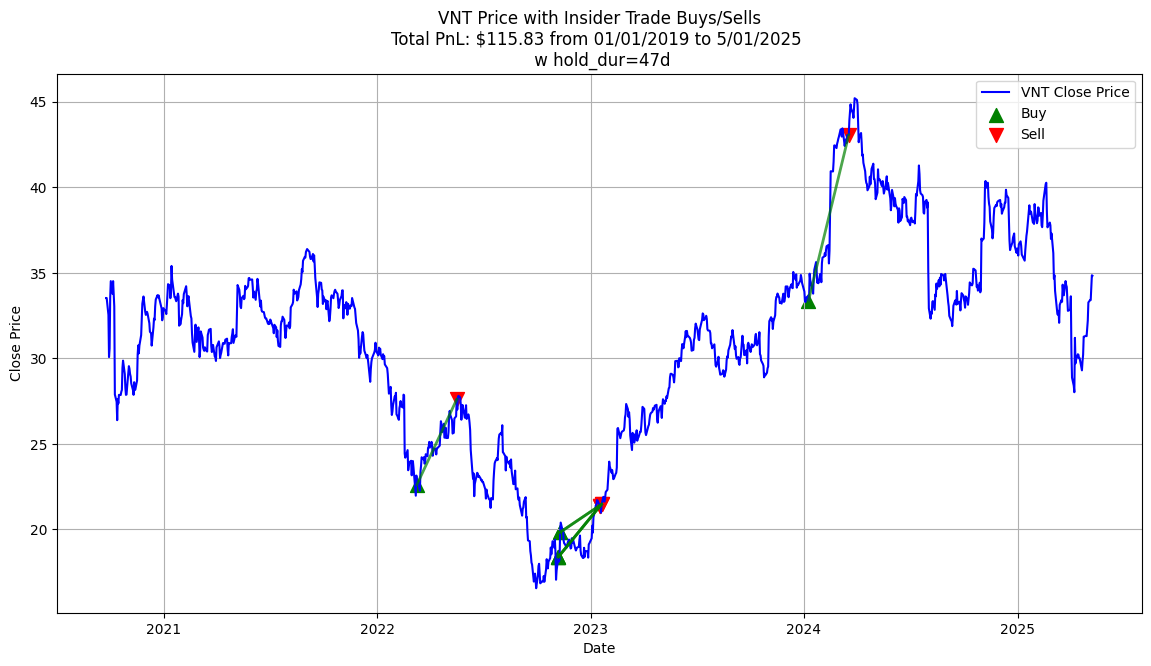 VNT Price with Insider Trade Buys/Sells
Total PnL: $115.83 from 01/01/2019 to 5/01/2025
w hold_dur=47d
VNT Close Price
Buy
Sell
45
40
35
30
25
20
Close Price
2021
2022
2023
2024
2025
Date